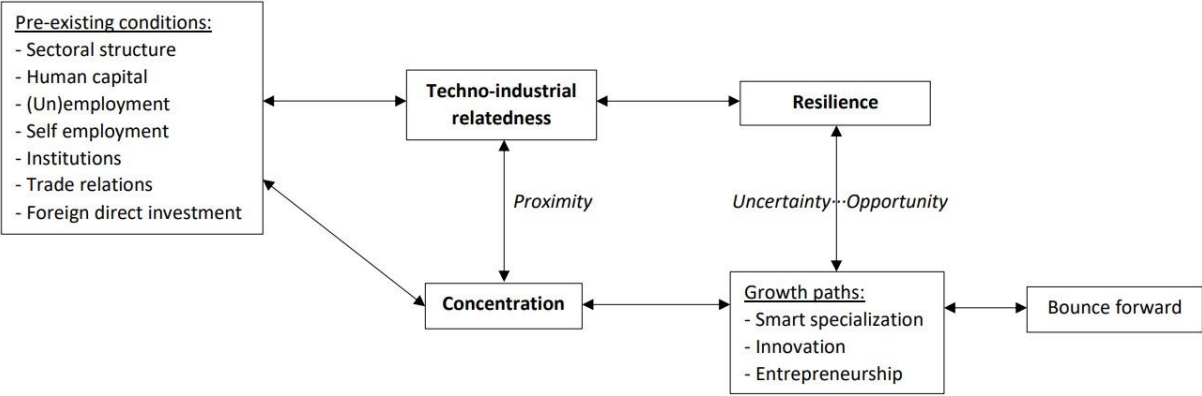 Pre-existing conditions:
- Sectoral structure
- Human capital
- (Un)employment
- Self employment
- Institutions
- Trade relations
- Foreign direct investment
Techno-industrial
relatedness
Resilience
Proximity
Uncertainty···Opportunity
Concentration
Growth paths:
- Smart specialization
- Innovation
- Entrepreneurship
Bounce forward